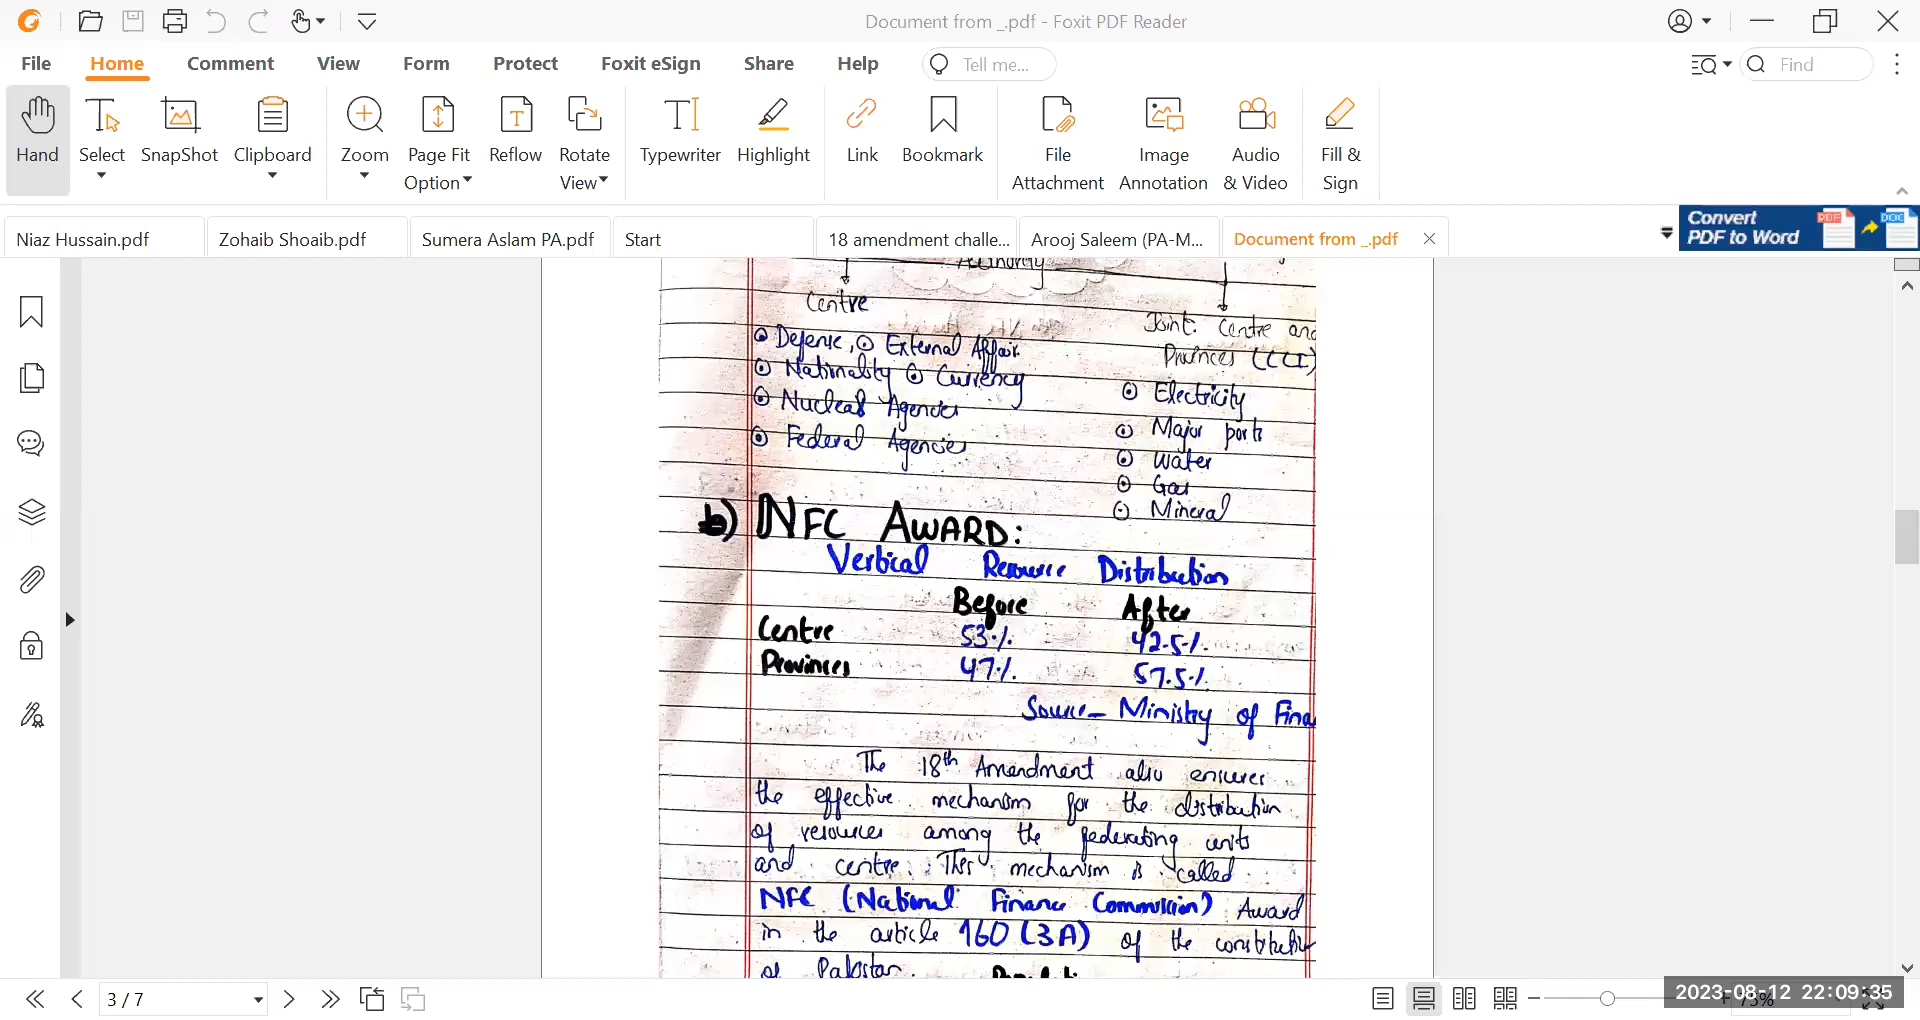 Document from _.pdf - Foxit PDF Reader
File Home Comment View Form Protect Foxit eSign Share Help Tell me... Find
Hand Select SnapShot Clipboard Zoom Page Fit Option Reflow Rotate View Typewriter Highlight Link Bookmark File Attachment Image Annotation Audio & Video Fill & Sign
Niaz Hussain.pdf Zohaib Shoaib.pdf Sumera Aslam PA.pdf Start 18 amendment challe... Arooj Saleem (PA-M... Document from _.pdf
Convert PDF to Word PDF DOC
Authority
Centre
Joint. Centre and
Provinces (CCI)
Defense, External Affair.
Nationality Currency
Nuclear Agencies
Federal Agencies
Electricity
Major ports
Water
Gas
Mineral
b) NFC AWARD:
Vertical Resource Distribution
Before After
Centre 53% 42.5%
Provinces 47% 57.5%
Source- Ministry of Fina
The 18th Amendment also ensures
the effective mechanism for the distribution
of resources among the federating units
and centre. This mechanism is called
NFC (National Finance Commission) Award
in the article 160 (3A) of the constitution
of Pakistan.
3 / 7
2023-08-12 22:09:35
73%